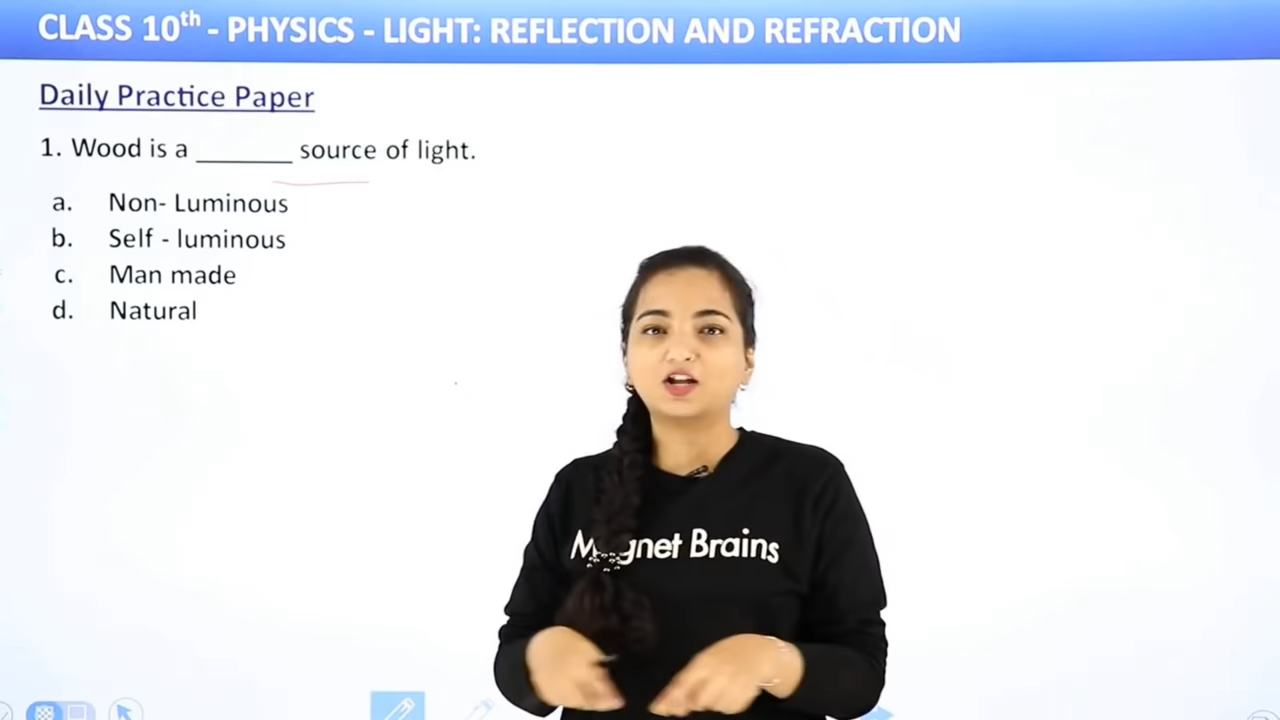 CLASS 10th - PHYSICS - LIGHT: REFLECTION AND REFRACTION
Daily Practice Paper
1. Wood is a _______ source of light.
a. Non- Luminous
b. Self - luminous
c. Man made
d. Natural
Magnet Brains